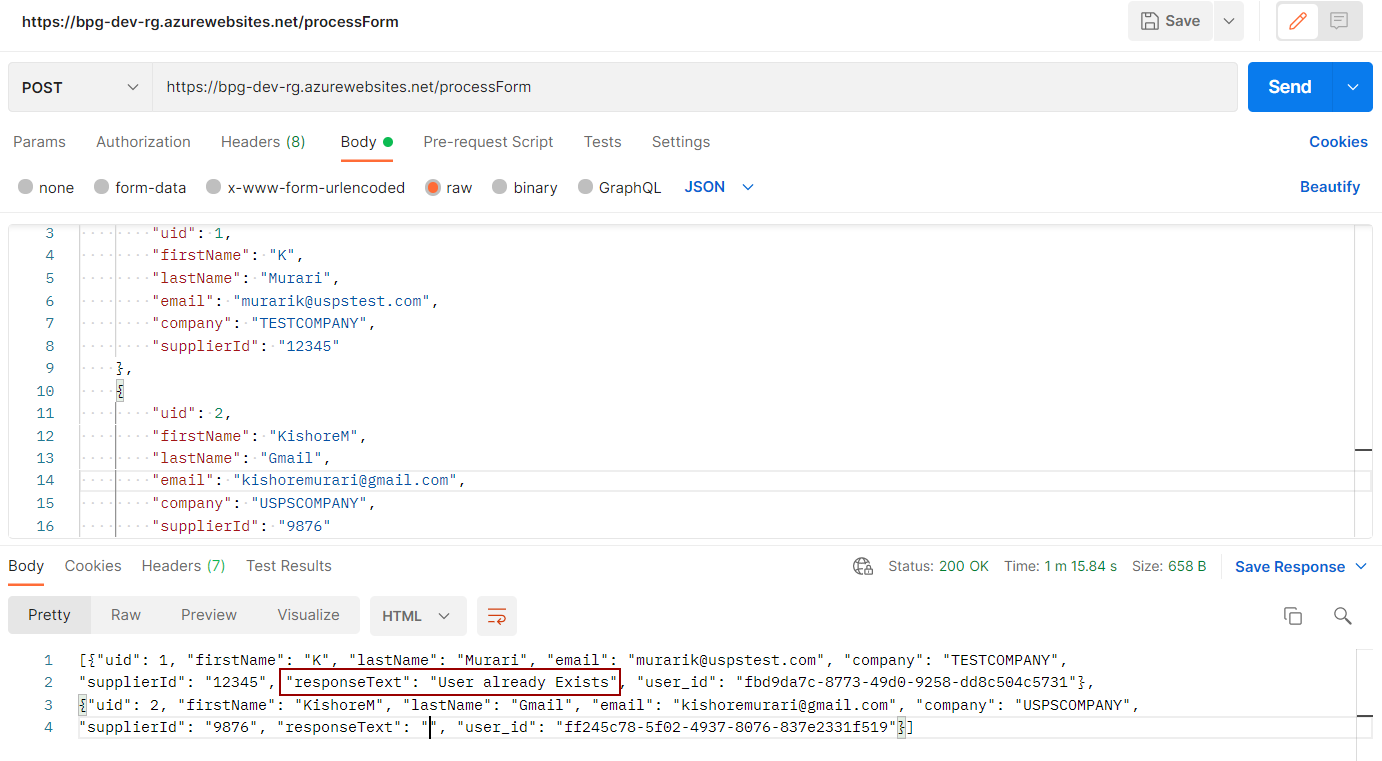 https://bpg-dev-rg.azurewebsites.net/processForm
Save
POST
https://bpg-dev-rg.azurewebsites.net/processForm
Send
Params Authorization Headers (8) Body Pre-request Script Tests Settings Cookies
none form-data x-www-form-urlencoded raw binary GraphQL JSON Beautify
3 "uid": 1,
4 "firstName": "K",
5 "lastName": "Murari",
6 "email": "murarik@uspstest.com",
7 "company": "TESTCOMPANY",
8 "supplierId": "12345"
9 },
10 {
11 "uid": 2,
12 "firstName": "KishoreM",
13 "lastName": "Gmail",
14 "email": "kishoremurari@gmail.com",
15 "company": "USPSCOMPANY",
16 "supplierId": "9876"
Body Cookies Headers (7) Test Results Status: 200 OK Time: 1 m 15.84 s Size: 658 B Save Response
Pretty Raw Preview Visualize HTML
1 [{"uid": 1, "firstName": "K", "lastName": "Murari", "email": "murarik@uspstest.com", "company": "TESTCOMPANY",
2 "supplierId": "12345", "responseText": "User already Exists", "user_id": "fbd9da7c-8773-49d0-9258-dd8c504c5731"},
3 {"uid": 2, "firstName": "KishoreM", "lastName": "Gmail", "email": "kishoremurari@gmail.com", "company": "USPSCOMPANY",
4 "supplierId": "9876", "responseText": "", "user_id": "ff245c78-5f02-4937-8076-837e2331f519"}]